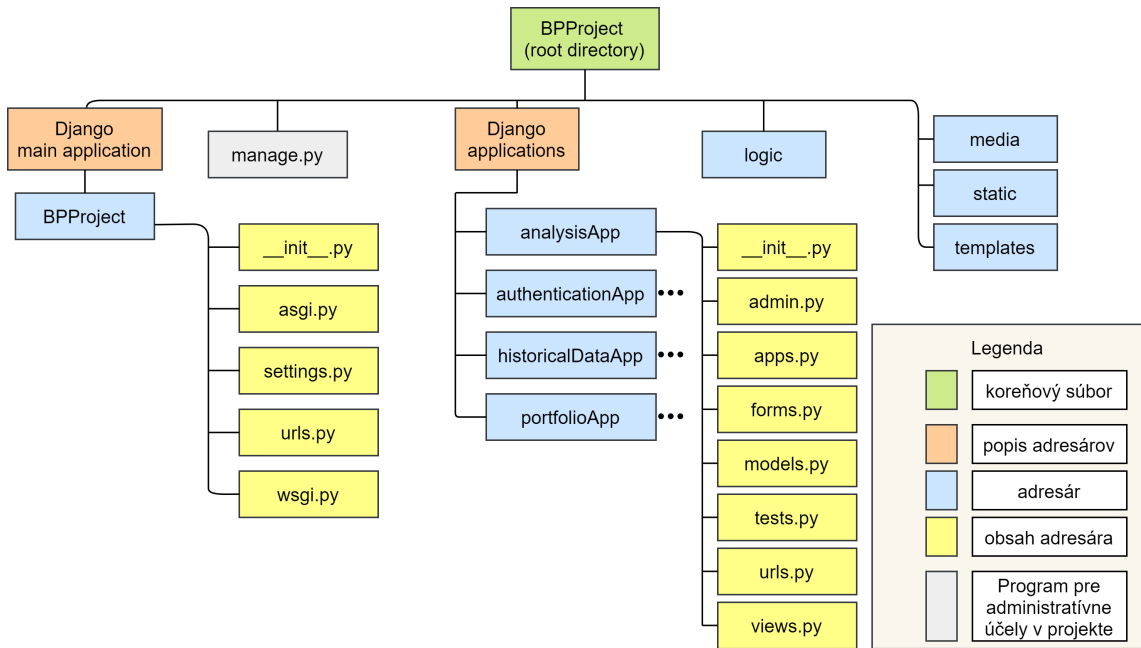 BPProject
(root directory)
Django
main application
manage.py
Django
applications
logic
media
static
templates
BPProject
__init__.py
asgi.py
settings.py
urls.py
wsgi.py
analysisApp
authenticationApp •••
historicalDataApp •••
portfolioApp •••
__init__.py
admin.py
apps.py
forms.py
models.py
tests.py
urls.py
views.py
Legenda
koreňový súbor
popis adresárov
adresár
obsah adresára
Program pre
administratívne
účely v projekte